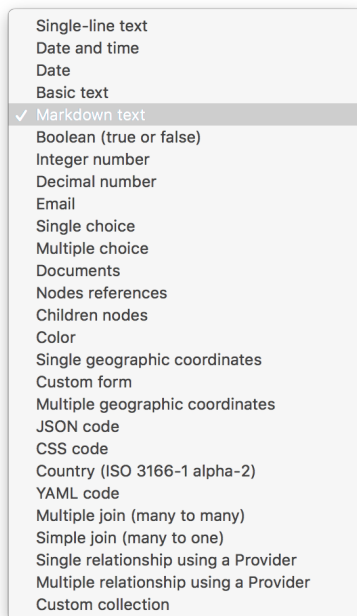 Single-line text
Date and time
Date
Basic text
✓ Markdown text
Boolean (true or false)
Integer number
Decimal number
Email
Single choice
Multiple choice
Documents
Nodes references
Children nodes
Color
Single geographic coordinates
Custom form
Multiple geographic coordinates
JSON code
CSS code
Country (ISO 3166-1 alpha-2)
YAML code
Multiple join (many to many)
Simple join (many to one)
Single relationship using a Provider
Multiple relationship using a Provider
Custom collection